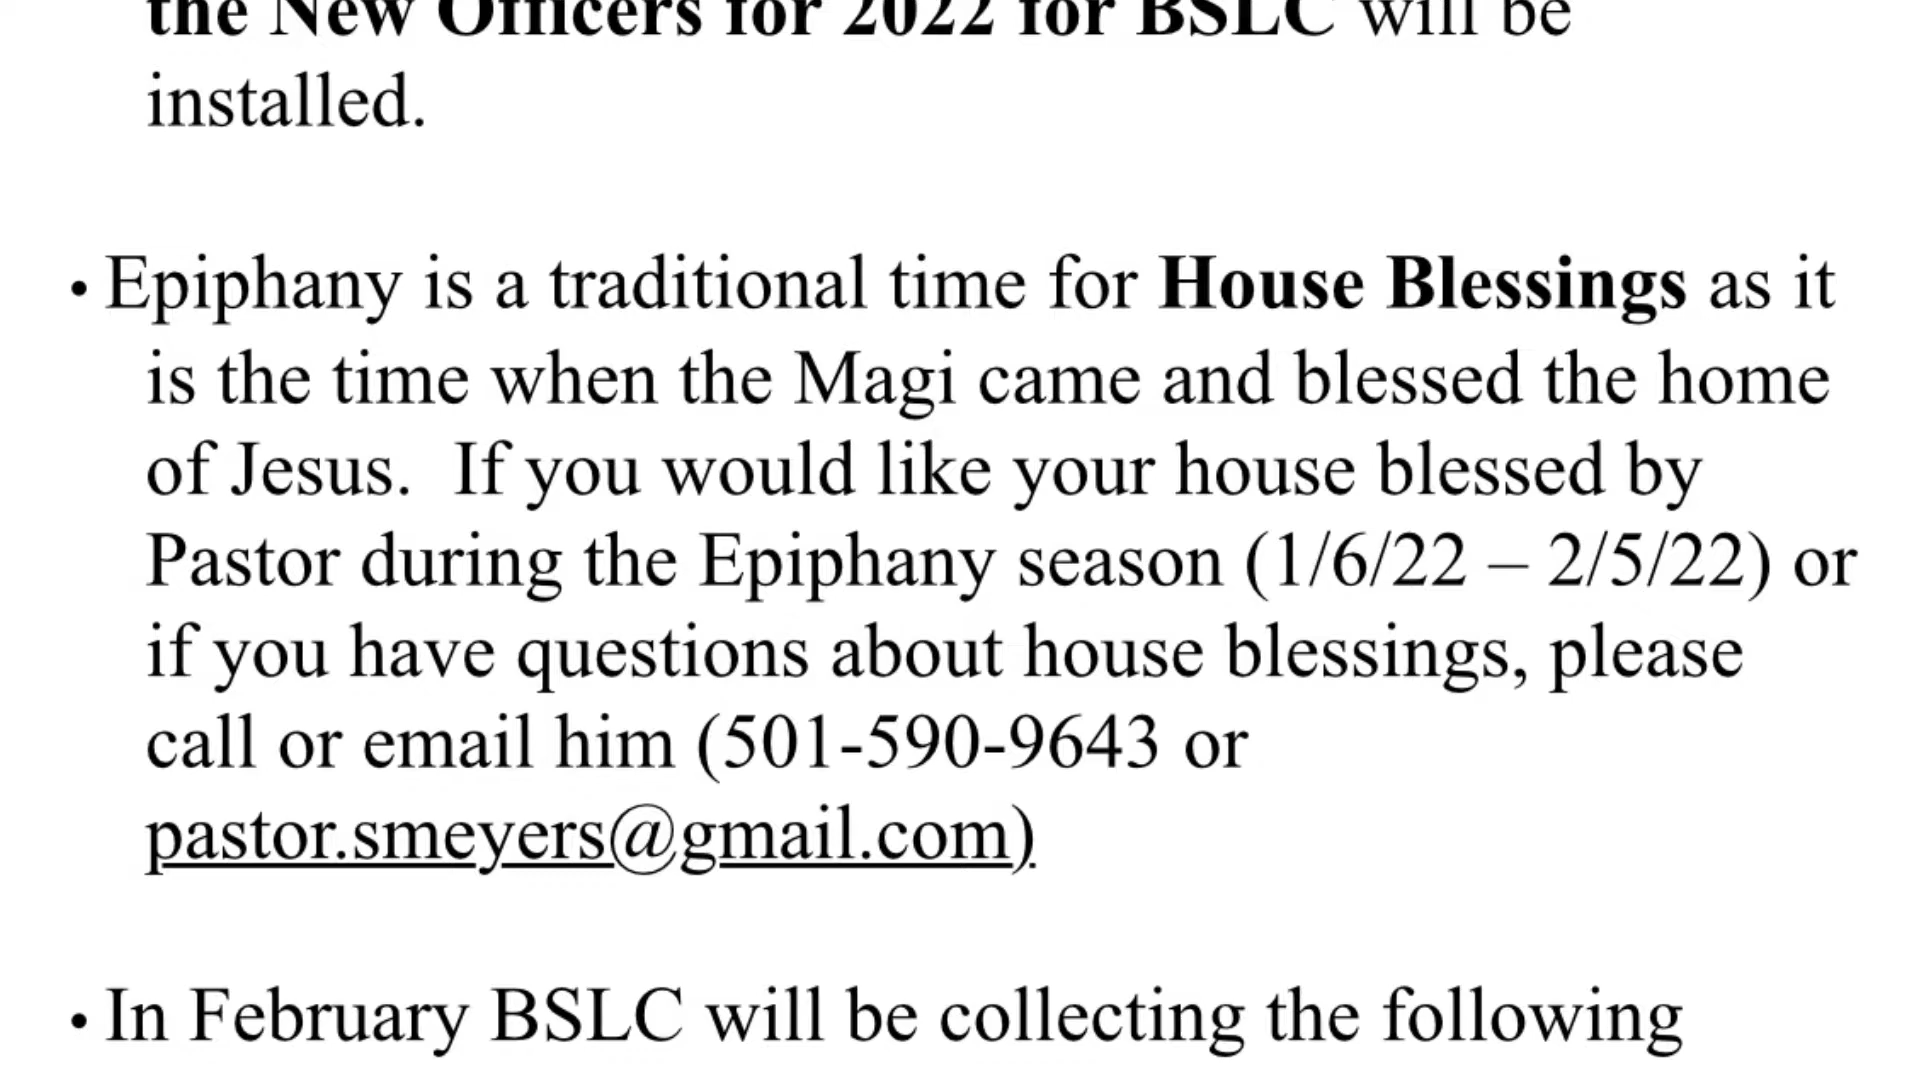 the New Officers for 2022 for BSLC will be
installed.
• Epiphany is a traditional time for House Blessings as it
is the time when the Magi came and blessed the home
of Jesus.  If you would like your house blessed by
Pastor during the Epiphany season (1/6/22 – 2/5/22) or
if you have questions about house blessings, please
call or email him (501-590-9643 or
pastor.smeyers@gmail.com)
• In February BSLC will be collecting the following